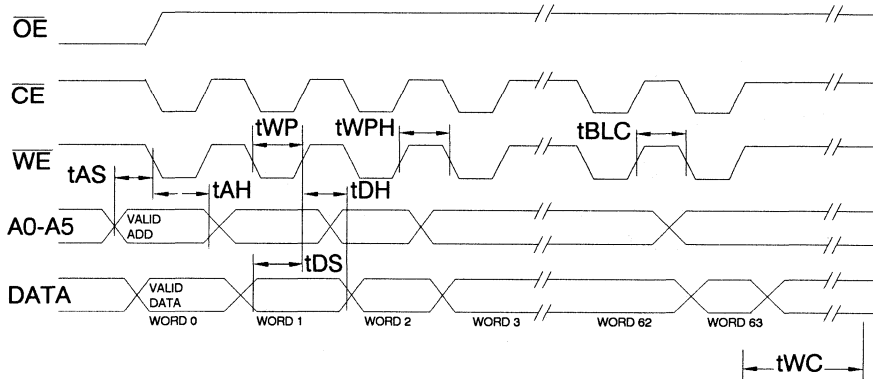 OE
CE
tWP tWPH tBLC
WE
tAS tAH tDH
A0-A5 VALID ADD
tDS
DATA VALID DATA
WORD 0 WORD 1 WORD 2 WORD 3 WORD 62 WORD 63
tWC